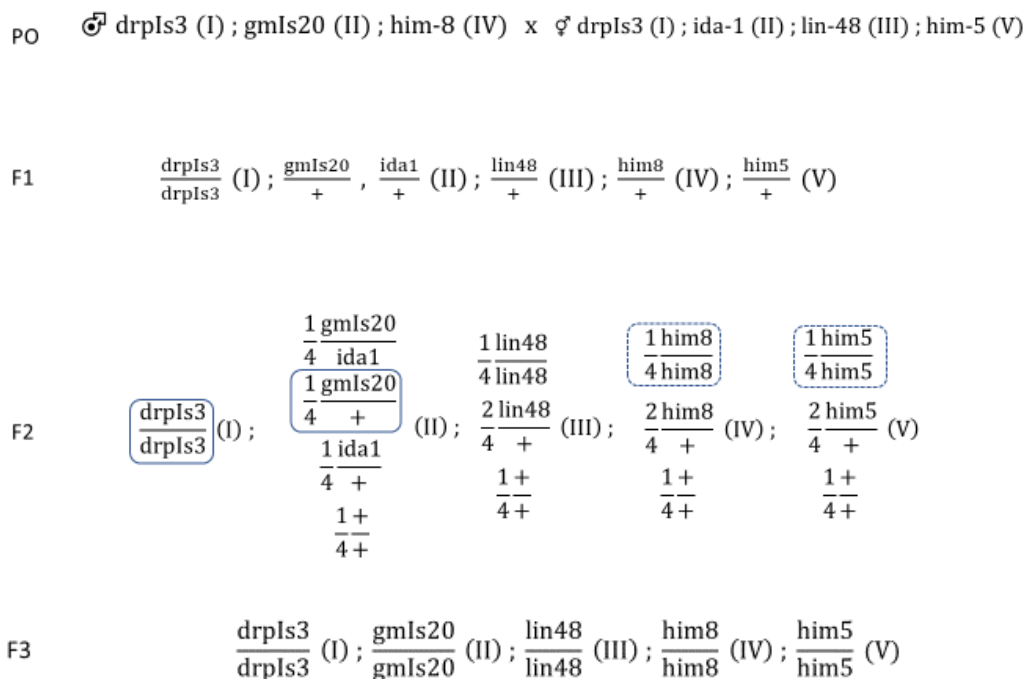 PO ♂ drpIs3 (I) ; gmIs20 (II) ; him-8 (IV) x ⚥ drpIs3 (I) ; ida-1 (II) ; lin-48 (III) ; him-5 (V)
F1 drpIs3/drpIs3 (I) ; gmIs20/+ , ida1/+ (II) ; lin48/+ (III) ; him8/+ (IV) ; him5/+ (V)
1/4 gmIs20/ida1 1/4 lin48/lin48 1/4 him8/him8 1/4 him5/him5
F2 drpIs3/drpIs3 (I) ; 1/4 gmIs20/+ (II) ; 2/4 lin48/+ (III) ; 2/4 him8/+ (IV) ; 2/4 him5/+ (V)
1/4 ida1/+ 1/4 +/+ 1/4 +/+ 1/4 +/+
1/4 +/+
F3 drpIs3/drpIs3 (I) ; gmIs20/gmIs20 (II) ; lin48/lin48 (III) ; him8/him8 (IV) ; him5/him5 (V)